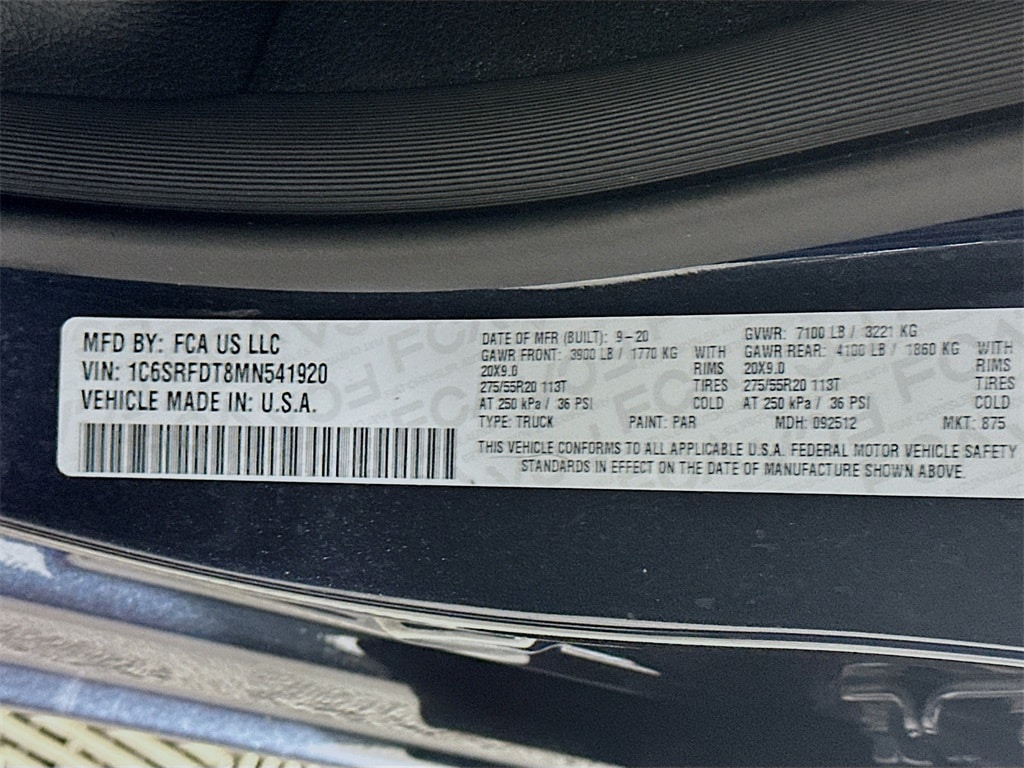 MFD BY: FCA US LLC
VIN: 1C6SRFDT8MN541920
VEHICLE MADE IN: U.S.A.
DATE OF MFR (BUILT): 9-20 GVWR: 7100 LB / 3221 KG
GAWR FRONT: 3900 LB / 1770 KG WITH GAWR REAR: 4100 LB / 1860 KG WITH
20X9.0 RIMS 20X9.0 RIMS
275/55R20 113T TIRES 275/55R20 113T TIRES
AT 250 kPa / 36 PSI COLD AT 250 kPa / 36 PSI COLD
TYPE: TRUCK PAINT: PAR MDH: 092512 MKT: 875
THIS VEHICLE CONFORMS TO ALL APPLICABLE U.S.A. FEDERAL MOTOR VEHICLE SAFETY
STANDARDS IN EFFECT ON THE DATE OF MANUFACTURE SHOWN ABOVE.